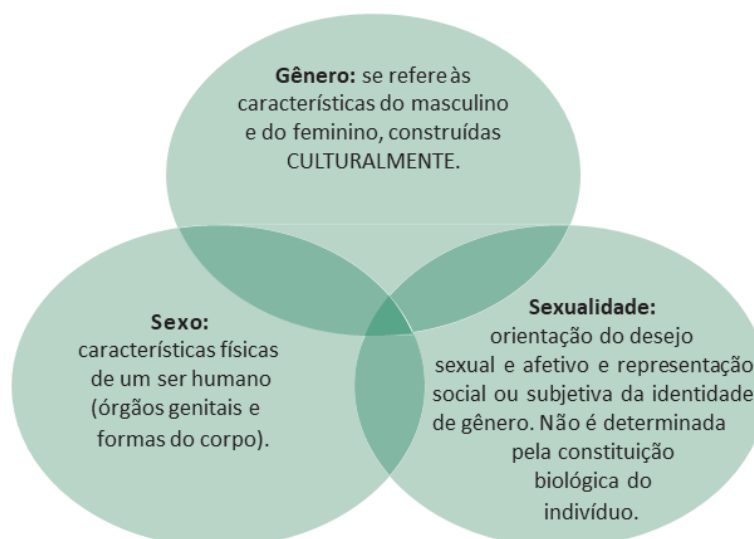 Gênero: se refere às
características do masculino
e do feminino, construídas
CULTURALMENTE.
Sexo:
características físicas
de um ser humano
(órgãos genitais e
formas do corpo).
Sexualidade:
orientação do desejo
sexual e afetivo e representação
social ou subjetiva da identidade
de gênero. Não é determinada
pela constituição
biológica do
indivíduo.